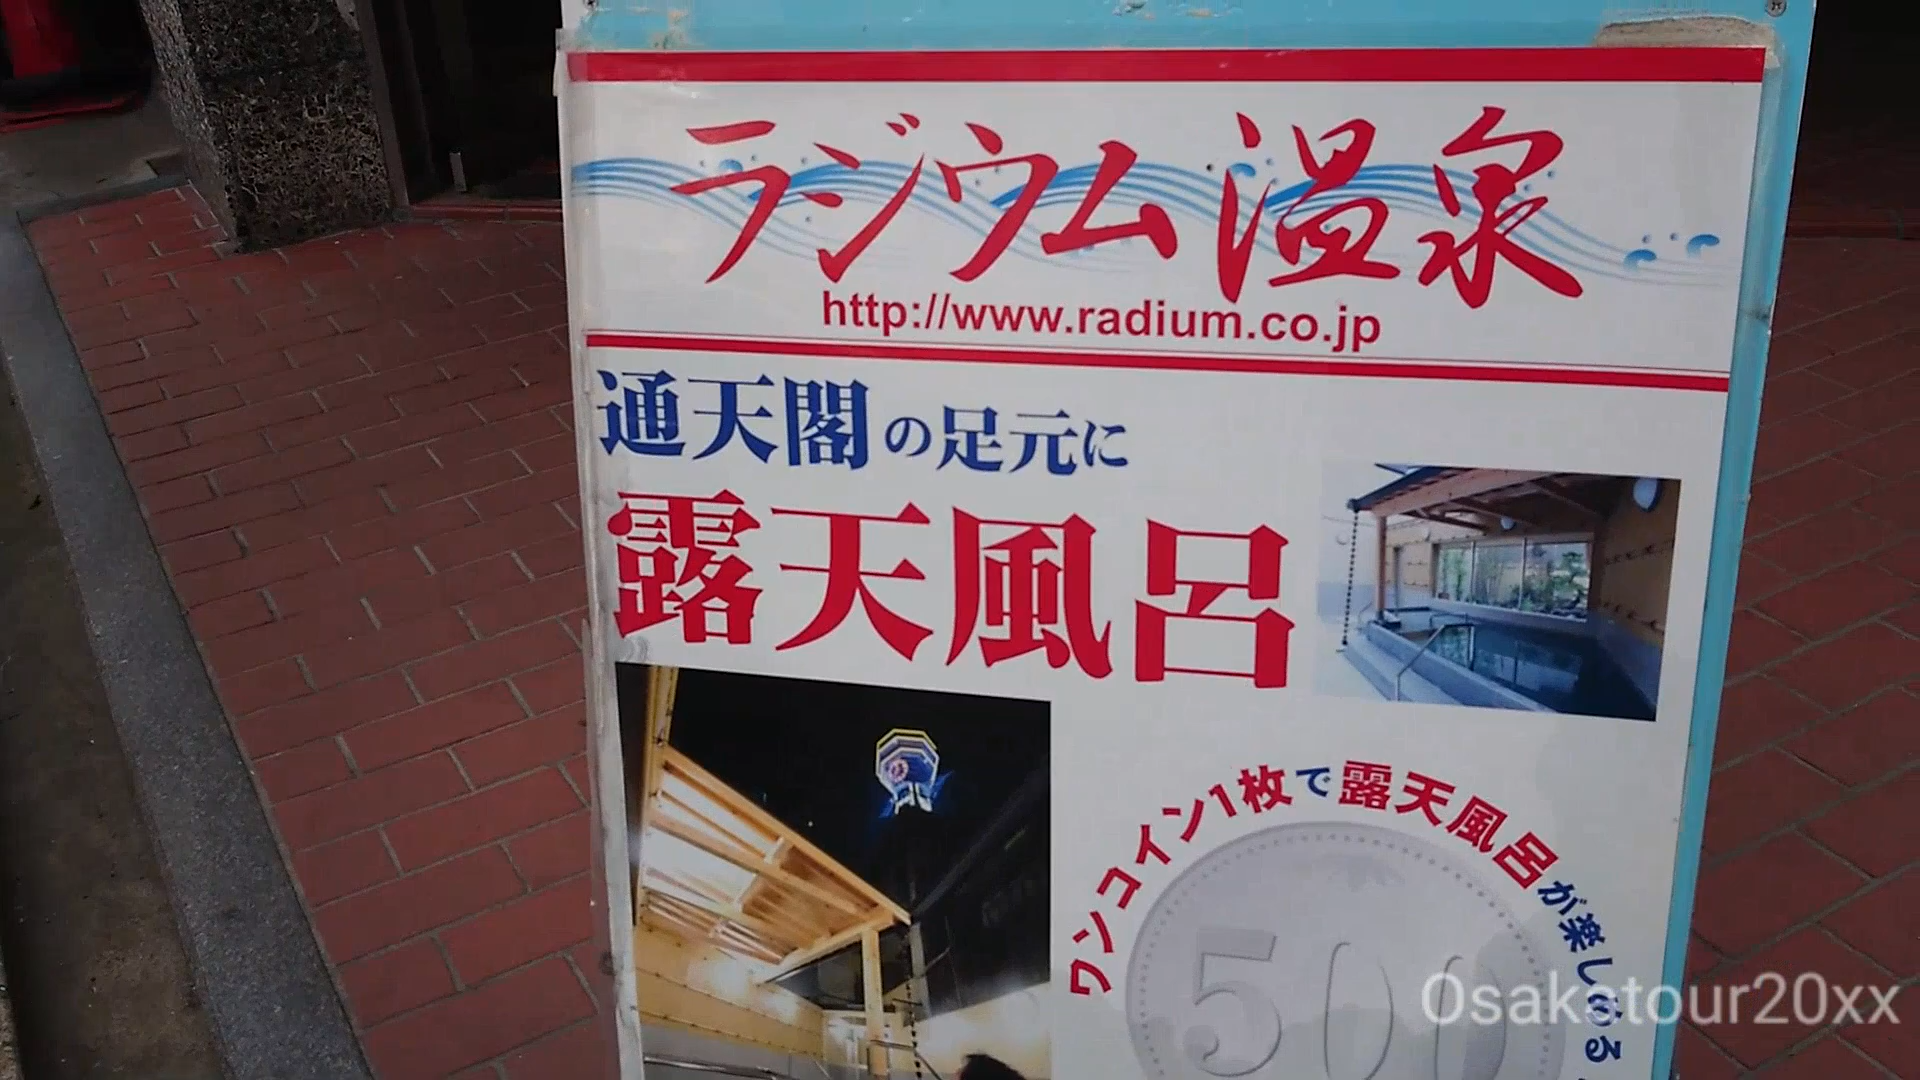 ラジウム温泉
http://www.radium.co.jp
通天閣の足元に
露天風呂
ワンコイン1枚で露天風呂が楽しめる
500
Osakatour20xx